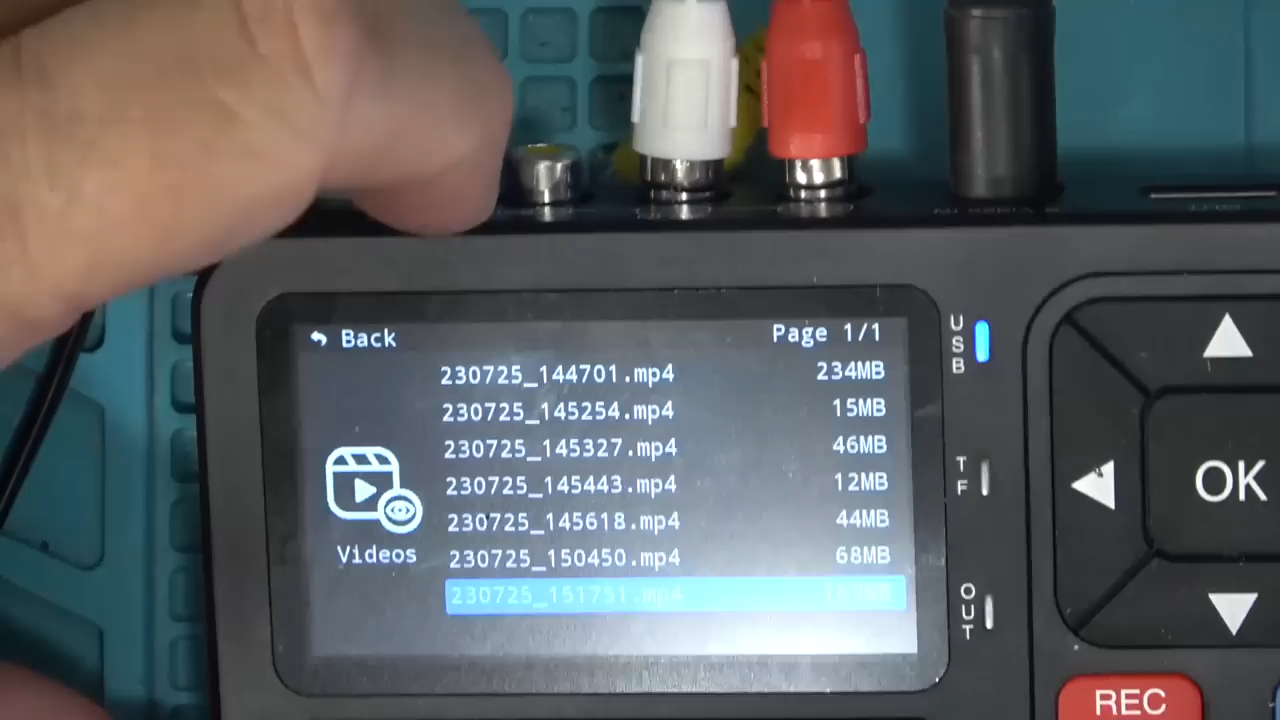 Back Page 1/1
230725_144701.mp4 234MB
230725_145254.mp4 15MB
230725_145327.mp4 46MB
230725_145443.mp4 12MB
230725_145618.mp4 44MB
230725_150450.mp4 68MB
230725_151751.mp4
Videos
USB
TF
OUT
OK
REC